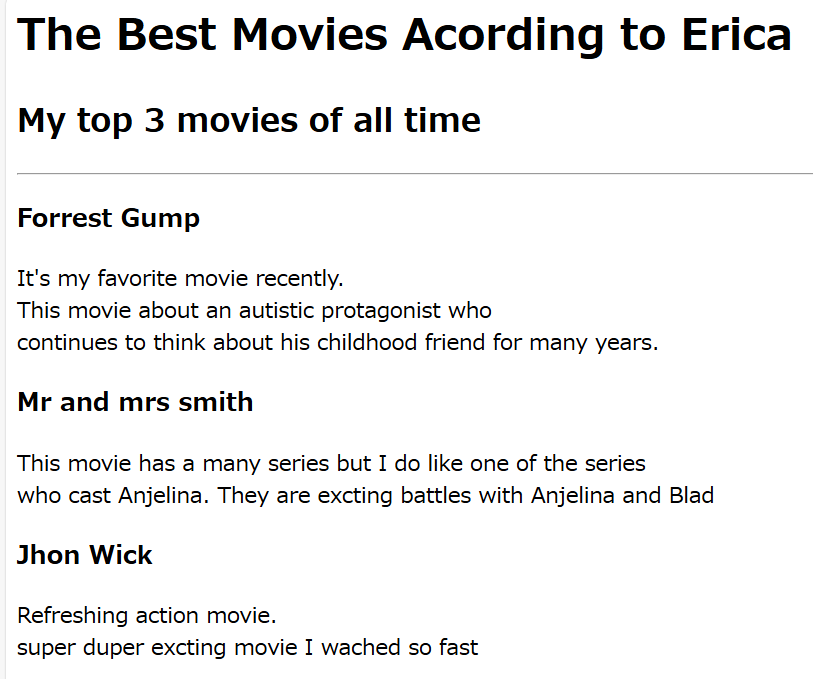 The Best Movies Acording to Erica
My top 3 movies of all time
Forrest Gump
It's my favorite movie recently.
This movie about an autistic protagonist who
continues to think about his childhood friend for many years.
Mr and mrs smith
This movie has a many series but I do like one of the series
who cast Anjelina. They are excting battles with Anjelina and Blad
Jhon Wick
Refreshing action movie.
super duper excting movie I wached so fast